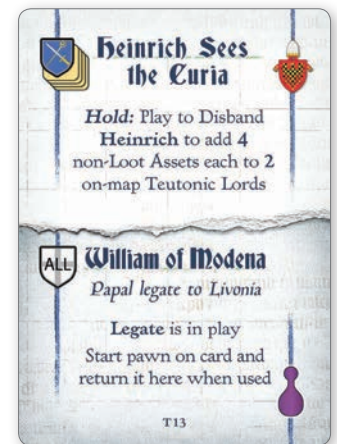 Heinrich Sees
the Curia
Hold: Play to Disband
Heinrich to add 4
non-Loot Assets each to 2
on-map Teutonic Lords
ALL
William of Modena
Papal legate to Livonia
Legate is in play
Start pawn on card and
return it here when used
T13